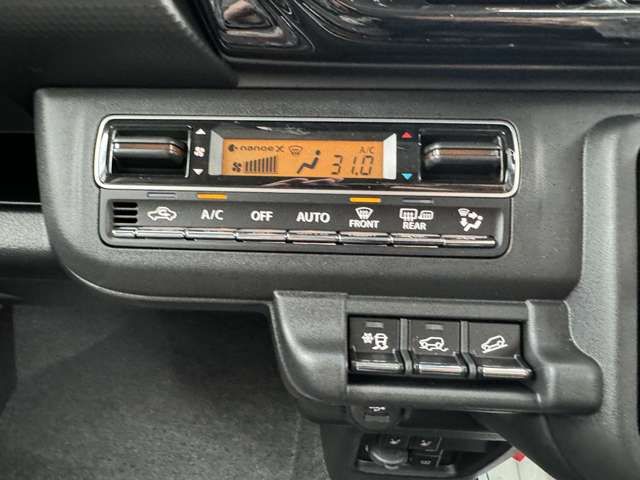 nanoe X A/C
31.0
A/C OFF AUTO FRONT REAR